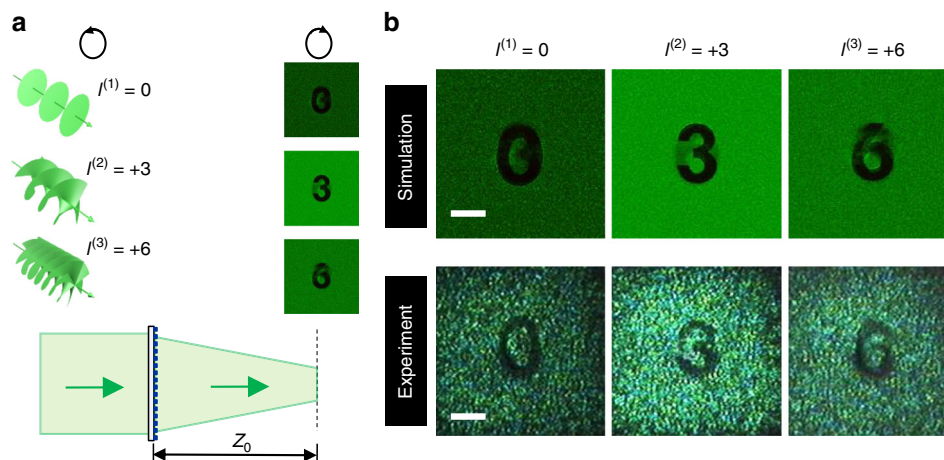 a
l(1) = 0
l(2) = +3
l(3) = +6
0
3
6
Z0
b
l(1) = 0
l(2) = +3
l(3) = +6
Simulation
0
3
6
Experiment
0
3
6